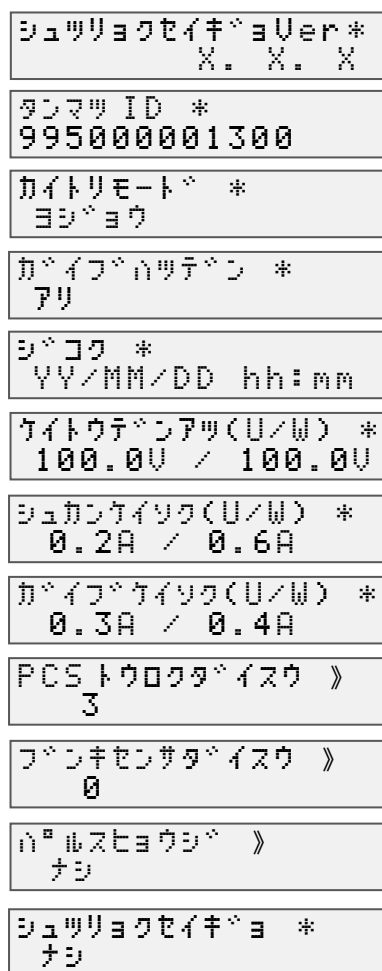 シュツリョクセイギョVer*
X. X. X
タンマツID *
995000001300
カイトリモード *
ヨジョウ
ガイブハツデン *
アリ
ジコク *
YY/MM/DD hh:mm
ケイトウデンアツ(U/W) *
100.0V / 100.0V
シュカンケイソク(U/W) *
0.2A / 0.6A
ガイブケイソク(U/W) *
0.3A / 0.4A
PCSトウロクダイスウ 》
3
ブンキセンサダイスウ 》
0
パルスヒョウジ 》
ナシ
シュツリョクセイギョ *
ナシ